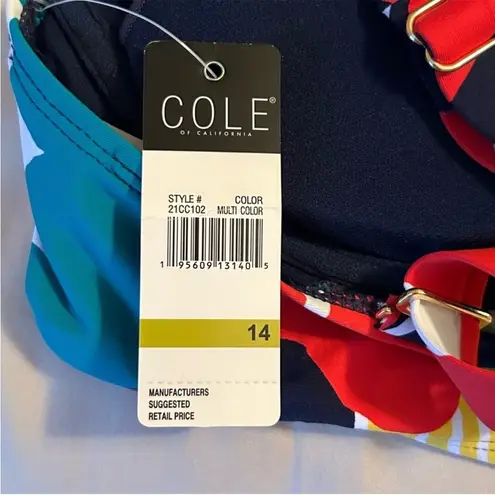 COLE®
OF CALIFORNIA
STYLE # COLOR
21CC102 MULTI COLOR
1 95609 13140 5
14
MANUFACTURERS
SUGGESTED
RETAIL PRICE